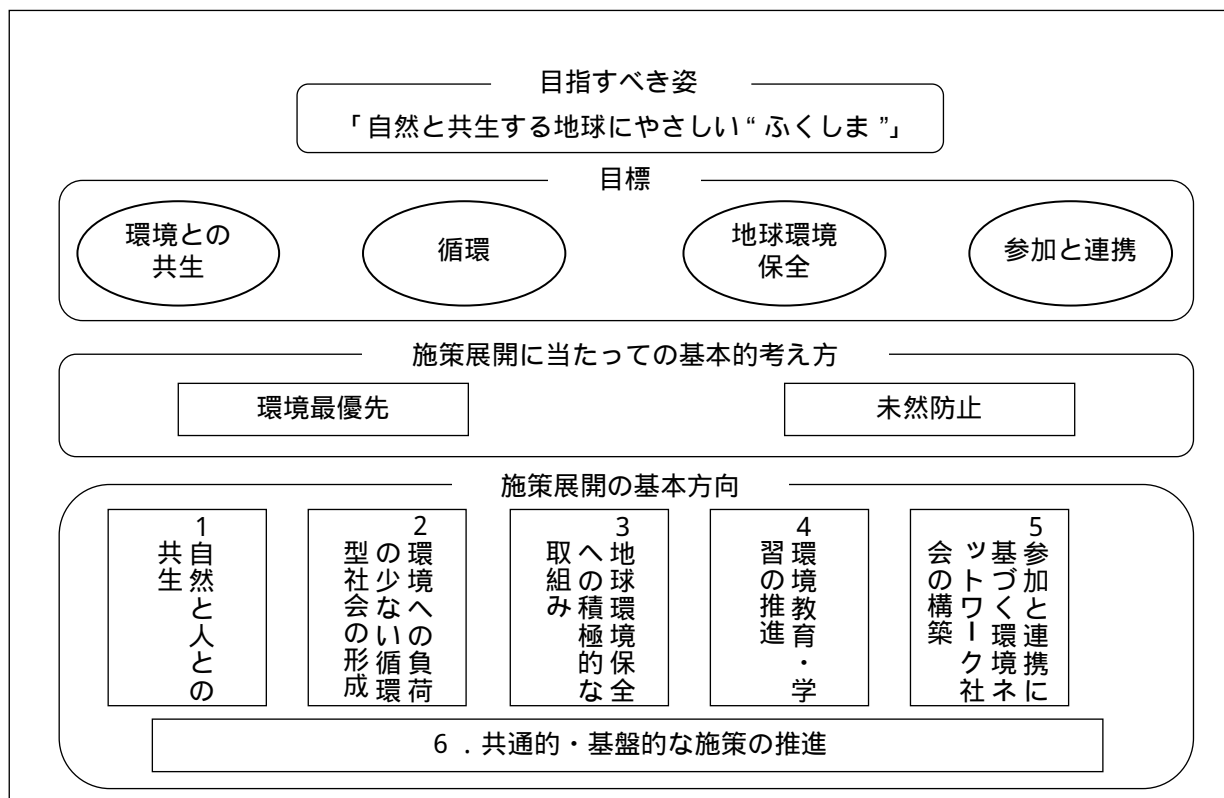 目指すべき姿
「自然と共生する地球にやさしい“ふくしま”」
目標
環境との
共生
循環
地球環境
保全
参加と連携
施策展開に当たっての基本的考え方
環境最優先
未然防止
施策展開の基本方向
1
自然と人との
共生
2
環境への負荷
の少ない循環
型社会の形成
3
地球環境保全
への積極的な
取組み
4
環境教育・学
習の推進
5
参加と連携に
基づく環境ネ
ットワーク社
会の構築
6．共通的・基盤的な施策の推進